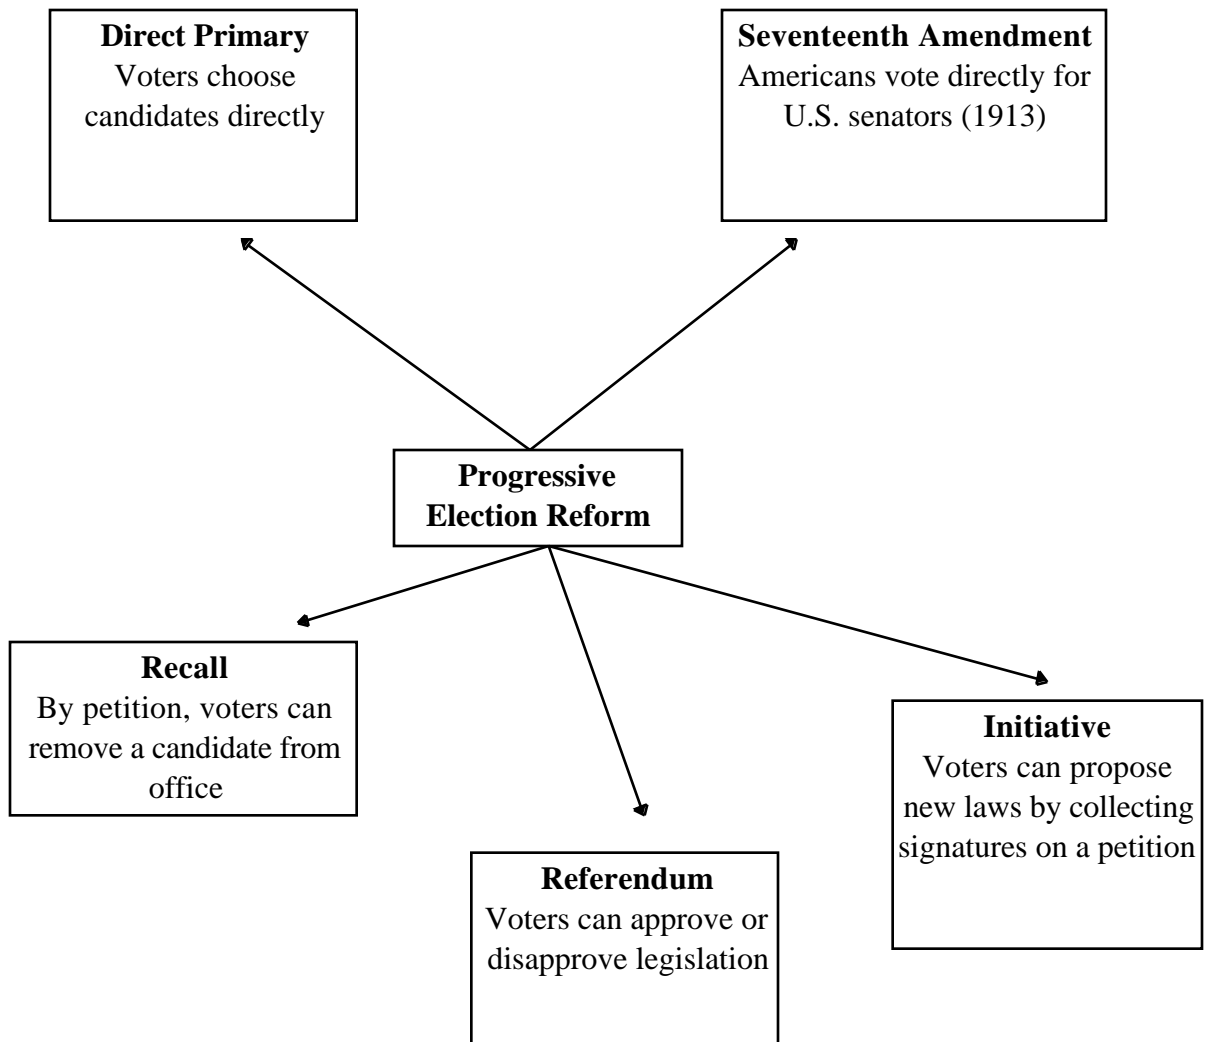 Direct Primary
Voters choose
candidates directly
Seventeenth Amendment
Americans vote directly for
U.S. senators (1913)
Progressive
Election Reform
Recall
By petition, voters can
remove a candidate from
office
Initiative
Voters can propose
new laws by collecting
signatures on a petition
Referendum
Voters can approve or
disapprove legislation